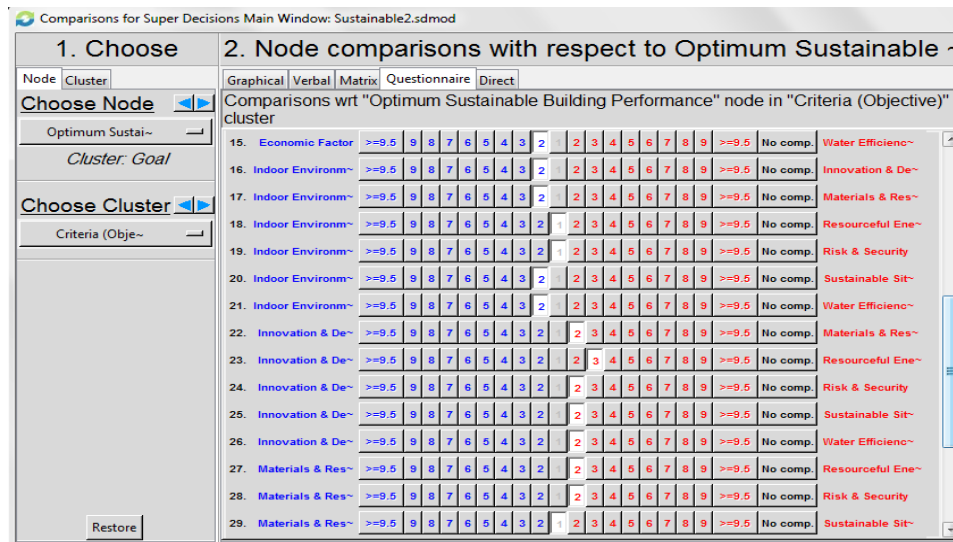 Comparisons for Super Decisions Main Window: Sustainable2.sdmod
1. Choose
2. Node comparisons with respect to Optimum Sustainable ~
Node Cluster
Graphical Verbal Matrix Questionnaire Direct
Choose Node
Comparisons wrt "Optimum Sustainable Building Performance" node in "Criteria (Objective)"
cluster
Optimum Sustai~
Cluster: Goal
Choose Cluster
Criteria (Obje~
15. Economic Factor >=9.5 9 8 7 6 5 4 3 2 1 2 3 4 5 6 7 8 9 >=9.5 No comp. Water Efficienc~
16. Indoor Environm~ >=9.5 9 8 7 6 5 4 3 2 1 2 3 4 5 6 7 8 9 >=9.5 No comp. Innovation & De~
17. Indoor Environm~ >=9.5 9 8 7 6 5 4 3 2 1 2 3 4 5 6 7 8 9 >=9.5 No comp. Materials & Res~
18. Indoor Environm~ >=9.5 9 8 7 6 5 4 3 2 1 2 3 4 5 6 7 8 9 >=9.5 No comp. Resourceful Ene~
19. Indoor Environm~ >=9.5 9 8 7 6 5 4 3 2 1 2 3 4 5 6 7 8 9 >=9.5 No comp. Risk & Security
20. Indoor Environm~ >=9.5 9 8 7 6 5 4 3 2 1 2 3 4 5 6 7 8 9 >=9.5 No comp. Sustainable Sit~
21. Indoor Environm~ >=9.5 9 8 7 6 5 4 3 2 1 2 3 4 5 6 7 8 9 >=9.5 No comp. Water Efficienc~
22. Innovation & De~ >=9.5 9 8 7 6 5 4 3 2 1 2 3 4 5 6 7 8 9 >=9.5 No comp. Materials & Res~
23. Innovation & De~ >=9.5 9 8 7 6 5 4 3 2 1 2 3 4 5 6 7 8 9 >=9.5 No comp. Resourceful Ene~
24. Innovation & De~ >=9.5 9 8 7 6 5 4 3 2 1 2 3 4 5 6 7 8 9 >=9.5 No comp. Risk & Security
25. Innovation & De~ >=9.5 9 8 7 6 5 4 3 2 1 2 3 4 5 6 7 8 9 >=9.5 No comp. Sustainable Sit~
26. Innovation & De~ >=9.5 9 8 7 6 5 4 3 2 1 2 3 4 5 6 7 8 9 >=9.5 No comp. Water Efficienc~
27. Materials & Res~ >=9.5 9 8 7 6 5 4 3 2 1 2 3 4 5 6 7 8 9 >=9.5 No comp. Resourceful Ene~
28. Materials & Res~ >=9.5 9 8 7 6 5 4 3 2 1 2 3 4 5 6 7 8 9 >=9.5 No comp. Risk & Security
29. Materials & Res~ >=9.5 9 8 7 6 5 4 3 2 1 2 3 4 5 6 7 8 9 >=9.5 No comp. Sustainable Sit~
Restore